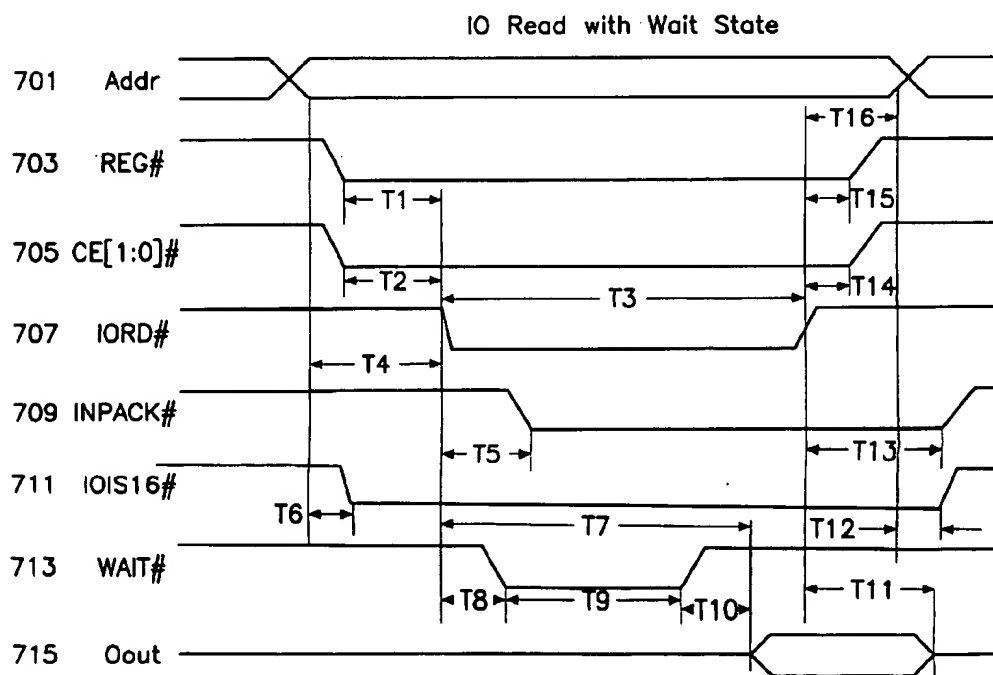 IO Read with Wait State
701 Addr
T16
703 REG#
T1 T15
705 CE[1:0]#
T2 T14
T3
707 IORD#
T4
709 INPACK#
T5 T13
711 IOIS16#
T6 T7 T12
713 WAIT#
T8 T9 T10 T11
715 Oout